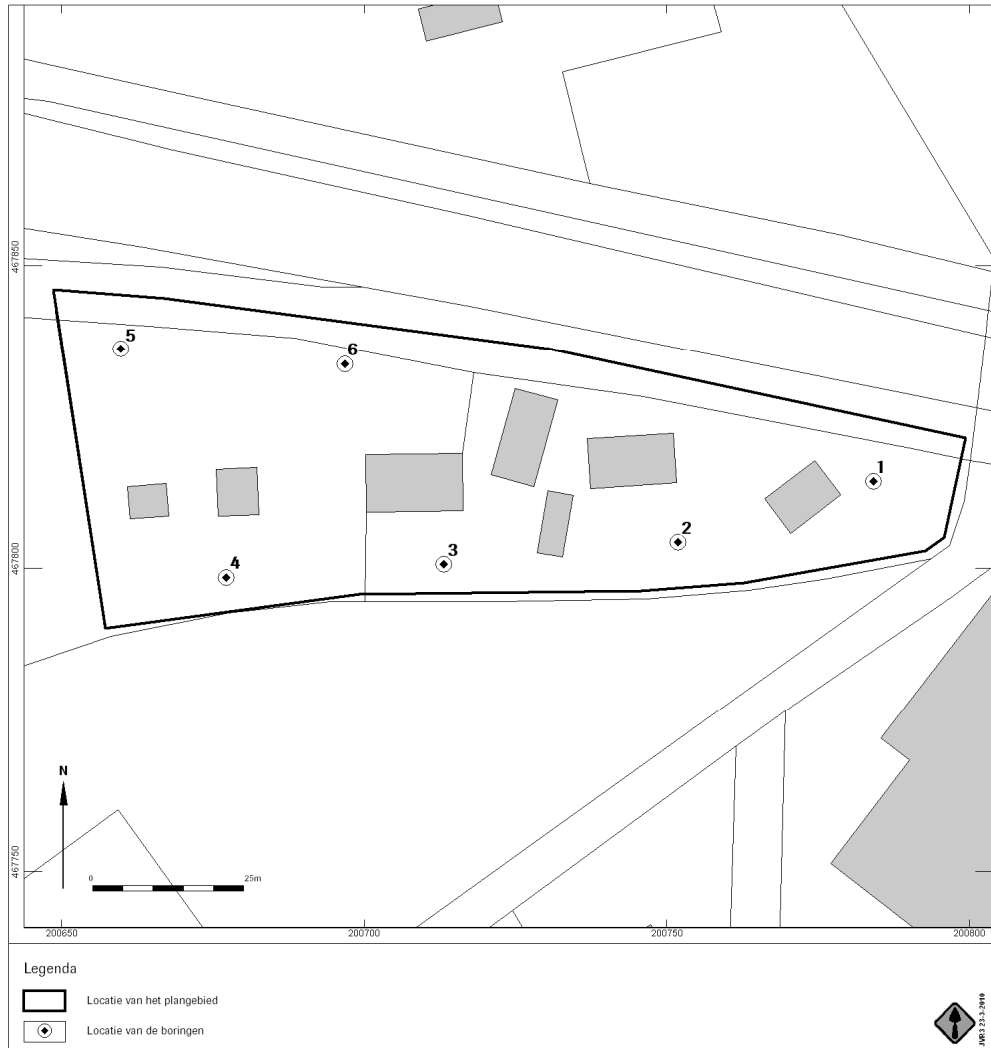 467850
5
6
1
2
467800
3
4
N
467750
0 25m
200650 200700 200750 200800
Legenda
Locatie van het plangebied
Locatie van de boringen
JWR3 23-3-2010